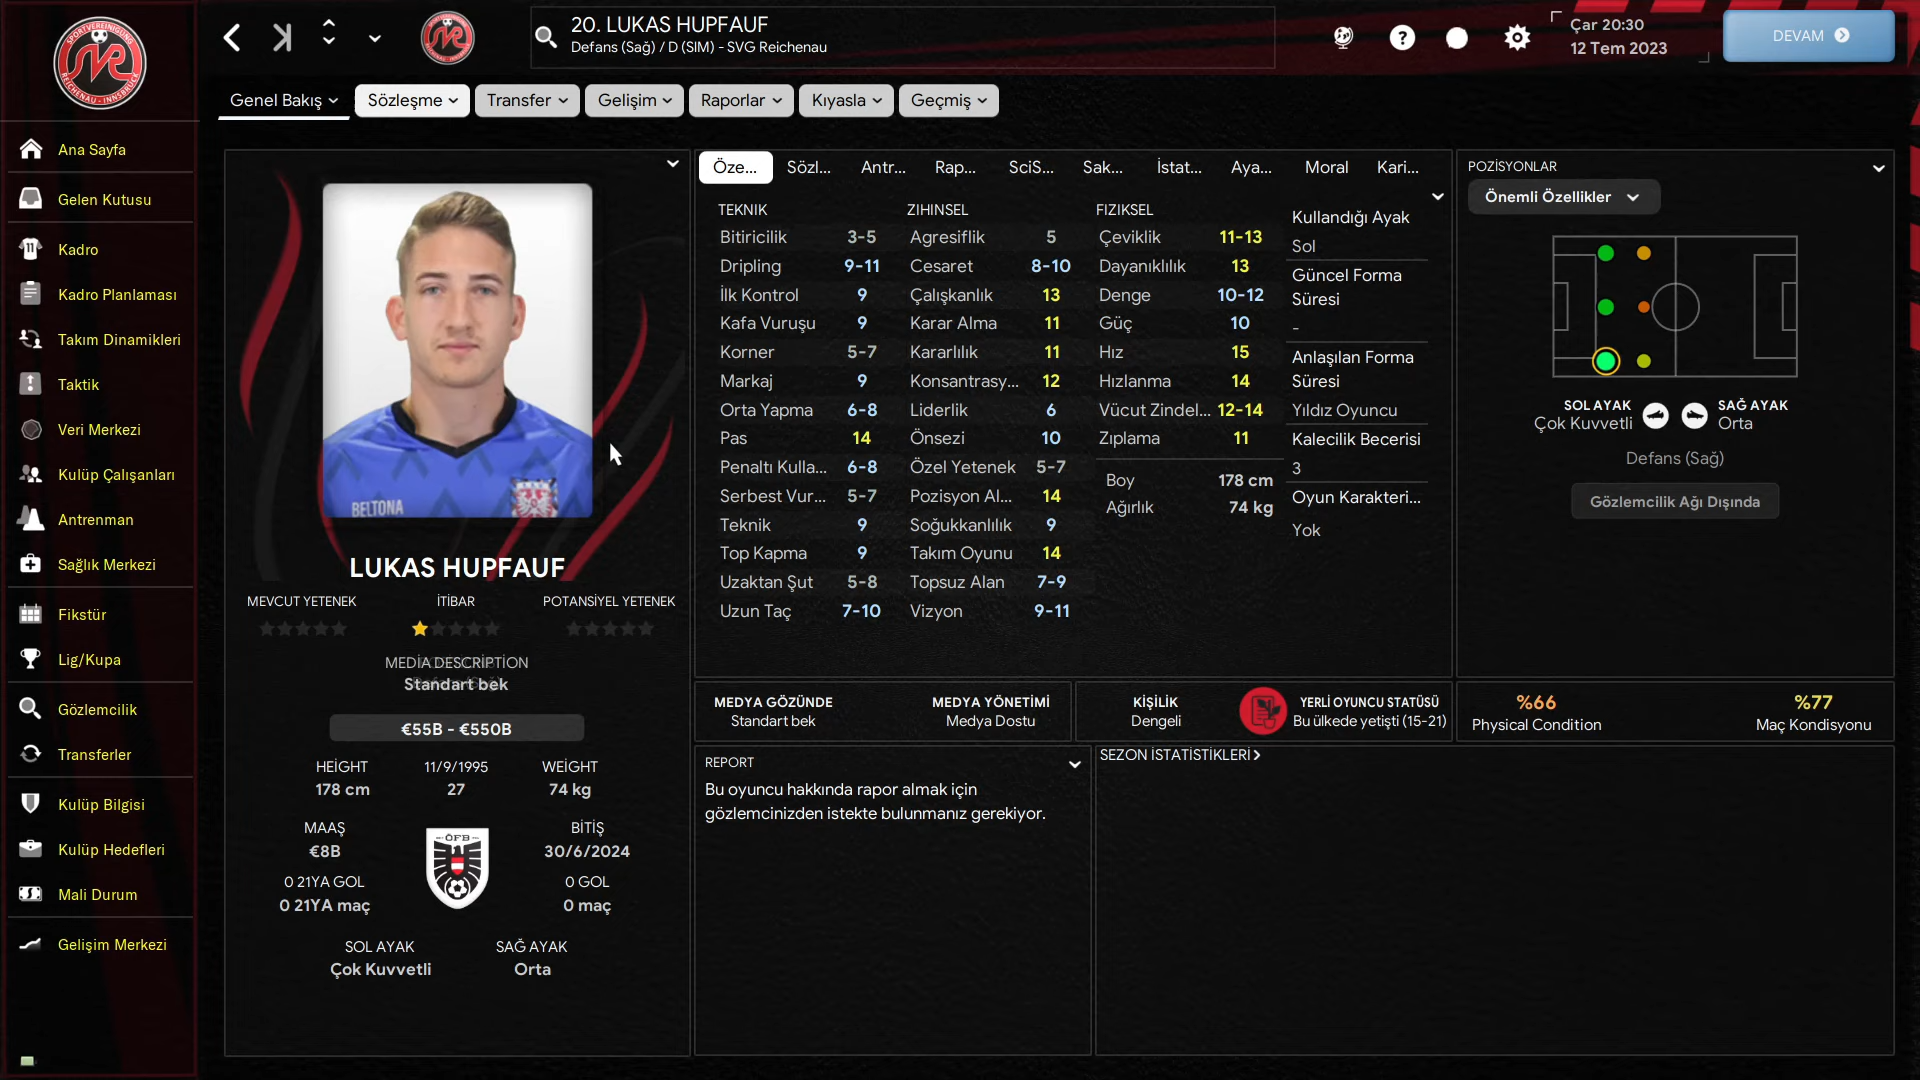 20. LUKAS HUPFAUF
Defans (Sağ) / D (SIM) - SVG Reichenau
Çar 20:30
12 Tem 2023
DEVAM
SPORTVEREINIGUNG
SVR
REICHENAU - INNSBRUCK
Genel Bakış
Sözleşme
Transfer
Gelişim
Raporlar
Kıyasla
Geçmiş
Ana Sayfa
Gelen Kutusu
Kadro
Kadro Planlaması
Takım Dinamikleri
Taktik
Veri Merkezi
Kulüp Çalışanları
Antrenman
Sağlık Merkezi
Fikstür
Lig/Kupa
Gözlemcilik
Transferler
Kulüp Bilgisi
Kulüp Hedefleri
Mali Durum
Gelişim Merkezi
BELTONA
LUKAS HUPFAUF
MEVCUT YETENEK
İTİBAR
POTANSİYEL YETENEK
MEDIA DESCRIPTION
Standart bek
€55B - €550B
HEIGHT 11/9/1995 WEIGHT
178 cm 27 74 kg
MAAŞ BİTİŞ
€8B ÖFB 30/6/2024
0 21YA GOL 0 GOL
0 21YA maç 0 maç
SOL AYAK SAĞ AYAK
Çok Kuvvetli Orta
Öze... Sözl... Antr... Rap... SciS... Sak... İstat... Aya... Moral Kari...
TEKNIK
Bitiricilik 3-5
Dripling 9-11
İlk Kontrol 9
Kafa Vuruşu 9
Korner 5-7
Markaj 9
Orta Yapma 6-8
Pas 14
Penaltı Kulla... 6-8
Serbest Vur... 5-7
Teknik 9
Top Kapma 9
Uzaktan Şut 5-8
Uzun Taç 7-10
ZIHINSEL
Agresiflik 5
Cesaret 8-10
Çalışkanlık 13
Karar Alma 11
Kararlılık 11
Konsantrasy... 12
Liderlik 6
Önsezi 10
Özel Yetenek 5-7
Pozisyon Al... 14
Soğukkanlılık 9
Takım Oyunu 14
Topsuz Alan 7-9
Vizyon 9-11
FIZIKSEL
Çeviklik 11-13
Dayanıklılık 13
Denge 10-12
Güç 10
Hız 15
Hızlanma 14
Vücut Zindel... 12-14
Zıplama 11
Boy 178 cm
Ağırlık 74 kg
Kullandığı Ayak
Sol
Güncel Forma
Süresi
-
Anlaşılan Forma
Süresi
Yıldız Oyuncu
Kalecilik Becerisi
3
Oyun Karakteri...
Yok
POZİSYONLAR
Önemli Özellikler
SOL AYAK
Çok Kuvvetli
SAĞ AYAK
Orta
Defans (Sağ)
Gözlemcilik Ağı Dışında
MEDYA GÖZÜNDE
Standart bek
MEDYA YÖNETİMİ
Medya Dostu
KİŞİLİK
Dengeli
YERLİ OYUNCU STATÜSÜ
Bu ülkede yetişti (15-21)
%66
Physical Condition
%77
Maç Kondisyonu
REPORT
Bu oyuncu hakkında rapor almak için
gözlemcinizden istekte bulunmanız gerekiyor.
SEZON İSTATİSTİKLERİ